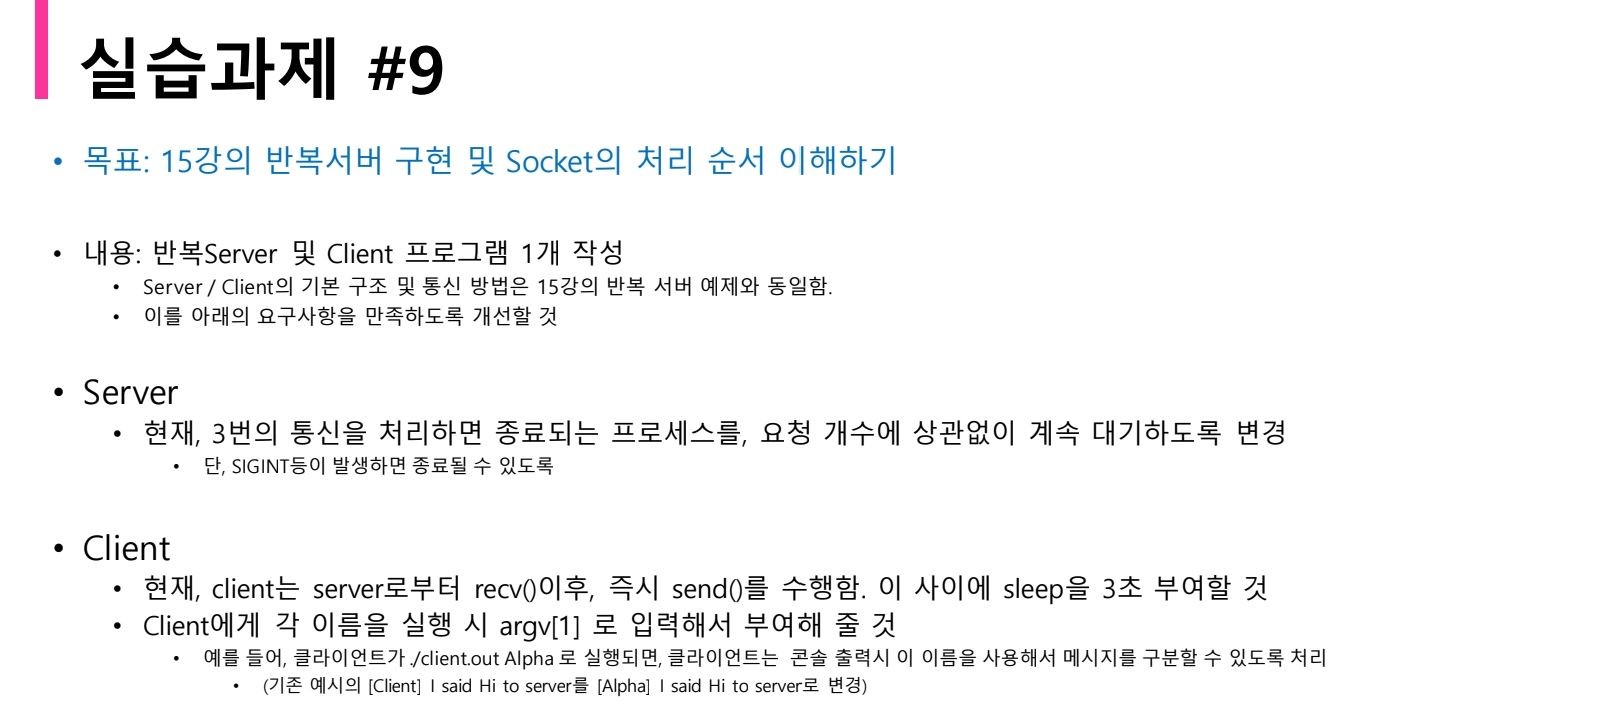 실습과제 #9
• 목표: 15강의 반복서버 구현 및 Socket의 처리 순서 이해하기
• 내용: 반복Server 및 Client 프로그램 1개 작성
• Server / Client의 기본 구조 및 통신 방법은 15강의 반복 서버 예제와 동일함.
• 이를 아래의 요구사항을 만족하도록 개선할 것
• Server
• 현재, 3번의 통신을 처리하면 종료되는 프로세스를, 요청 개수에 상관없이 계속 대기하도록 변경
• 단, SIGINT등이 발생하면 종료될 수 있도록
• Client
• 현재, client는 server로부터 recv()이후, 즉시 send()를 수행함. 이 사이에 sleep을 3초 부여할 것
• Client에게 각 이름을 실행 시 argv[1] 로 입력해서 부여해 줄 것
• 예를 들어, 클라이언트가 ./client.out Alpha 로 실행되면, 클라이언트는 콘솔 출력시 이 이름을 사용해서 메시지를 구분할 수 있도록 처리
• (기존 예시의 [Client] I said Hi to server를 [Alpha] I said Hi to server로 변경)